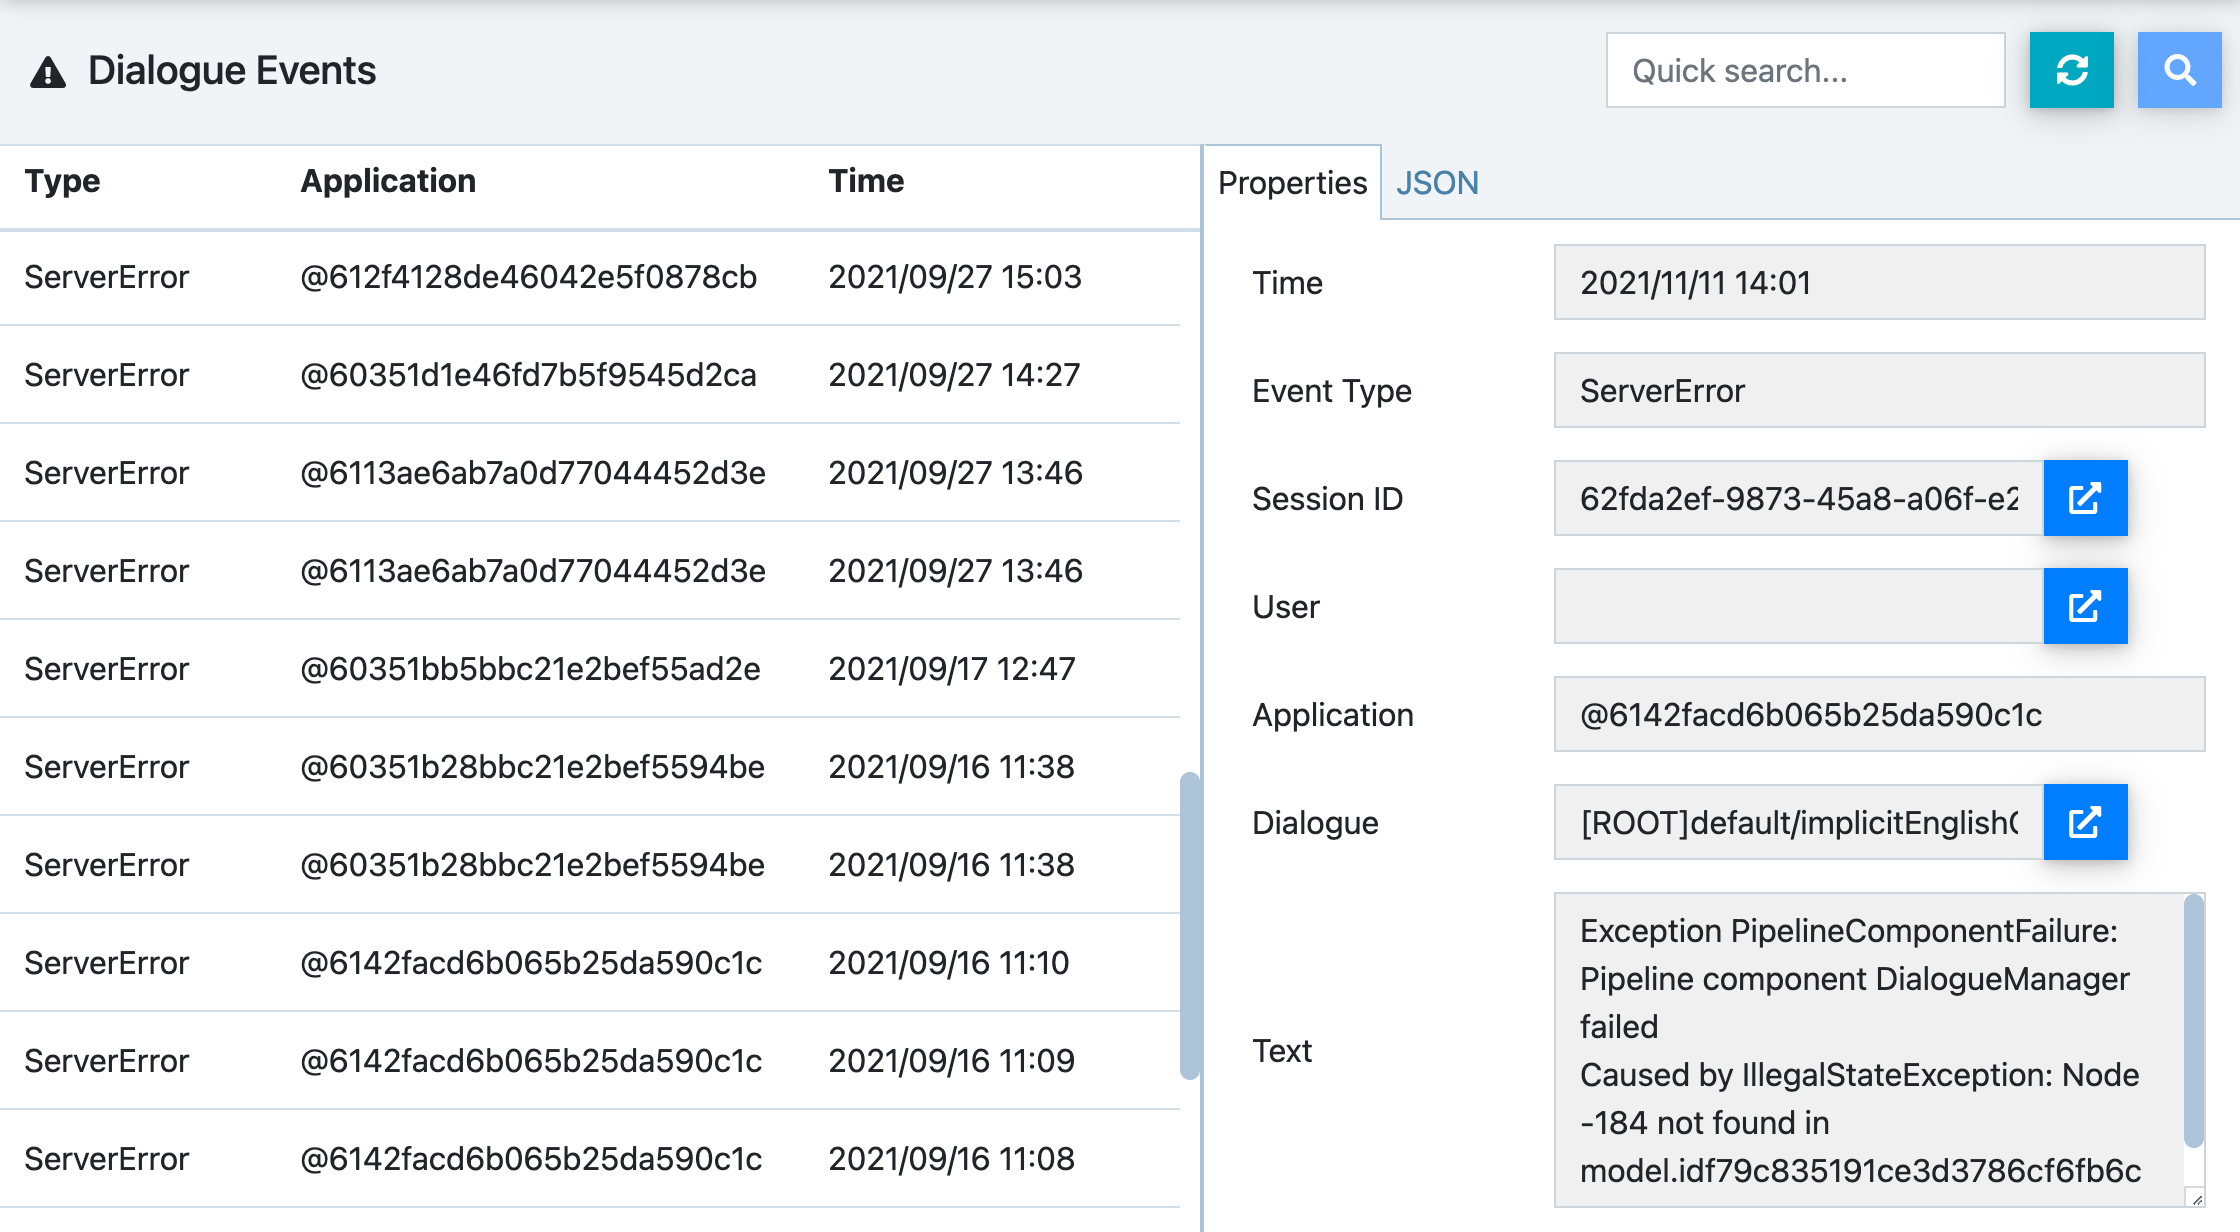 Dialogue Events
Quick search...
Type Application Time
ServerError @612f4128de46042e5f0878cb 2021/09/27 15:03
ServerError @60351d1e46fd7b5f9545d2ca 2021/09/27 14:27
ServerError @6113ae6ab7a0d77044452d3e 2021/09/27 13:46
ServerError @6113ae6ab7a0d77044452d3e 2021/09/27 13:46
ServerError @60351bb5bbc21e2bef55ad2e 2021/09/17 12:47
ServerError @60351b28bbc21e2bef5594be 2021/09/16 11:38
ServerError @60351b28bbc21e2bef5594be 2021/09/16 11:38
ServerError @6142facd6b065b25da590c1c 2021/09/16 11:10
ServerError @6142facd6b065b25da590c1c 2021/09/16 11:09
ServerError @6142facd6b065b25da590c1c 2021/09/16 11:08
Properties JSON
Time 2021/11/11 14:01
Event Type ServerError
Session ID 62fda2ef-9873-45a8-a06f-e2
User
Application @6142facd6b065b25da590c1c
Dialogue [ROOT]default/implicitEnglish
Text
Exception PipelineComponentFailure:
Pipeline component DialogueManager
failed
Caused by IllegalStateException: Node
-184 not found in
model.idf79c835191ce3d3786cf6fb6c